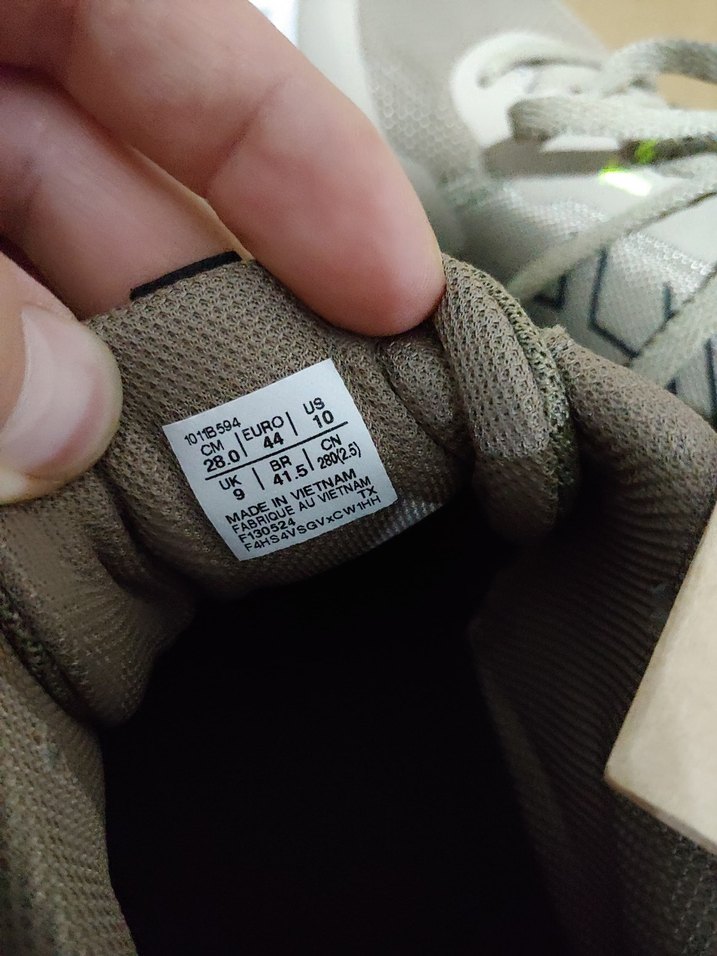 1011B594
CM EURO US
28.0 44 10
UK BR CN
9 41.5 280(2.5)
MADE IN VIETNAM
FABRIQUE AU VIETNAM
F130524 TX
F4HS4VSGVxCW1HH